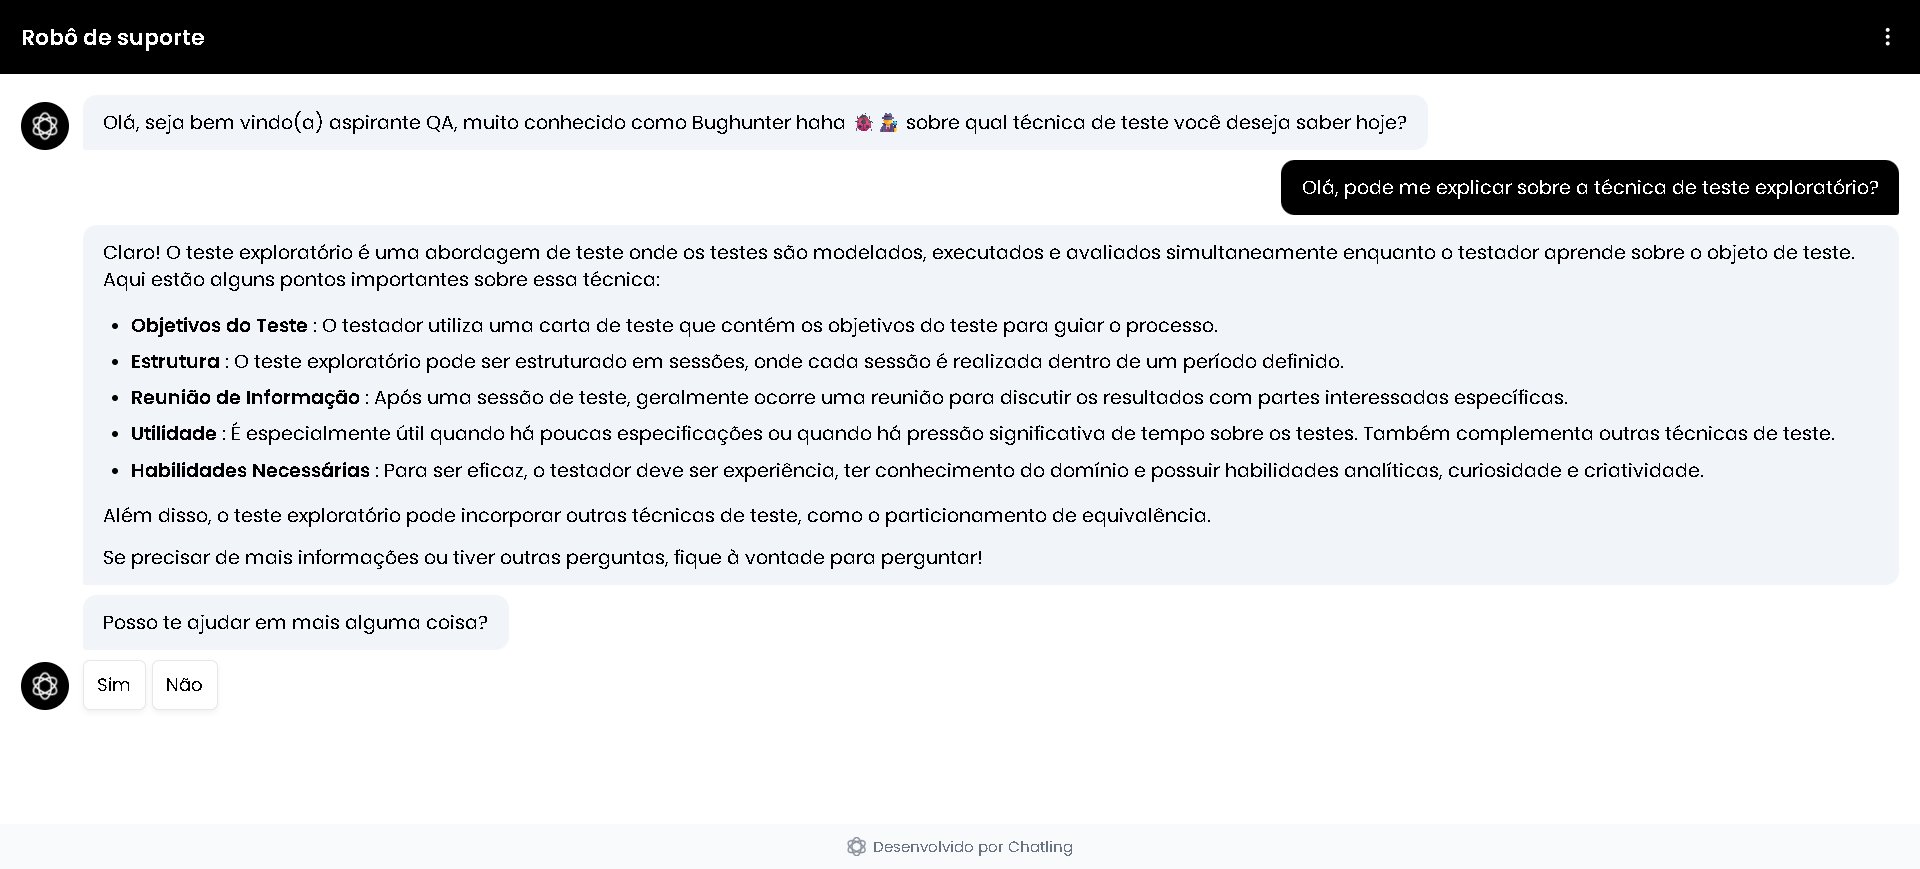 Robô de suporte
Olá, seja bem vindo(a) aspirante QA, muito conhecido como Bughunter haha 🐞 🕵️ sobre qual técnica de teste você deseja saber hoje?
Olá, pode me explicar sobre a técnica de teste exploratório?
Claro! O teste exploratório é uma abordagem de teste onde os testes são modelados, executados e avaliados simultaneamente enquanto o testador aprende sobre o objeto de teste.
Aqui estão alguns pontos importantes sobre essa técnica:
• Objetivos do Teste : O testador utiliza uma carta de teste que contém os objetivos do teste para guiar o processo.
• Estrutura : O teste exploratório pode ser estruturado em sessões, onde cada sessão é realizada dentro de um período definido.
• Reunião de Informação : Após uma sessão de teste, geralmente ocorre uma reunião para discutir os resultados com partes interessadas específicas.
• Utilidade : É especialmente útil quando há poucas especificações ou quando há pressão significativa de tempo sobre os testes. Também complementa outras técnicas de teste.
• Habilidades Necessárias : Para ser eficaz, o testador deve ser experiência, ter conhecimento do domínio e possuir habilidades analíticas, curiosidade e criatividade.
Além disso, o teste exploratório pode incorporar outras técnicas de teste, como o particionamento de equivalência.
Se precisar de mais informações ou tiver outras perguntas, fique à vontade para perguntar!
Posso te ajudar em mais alguma coisa?
Sim Não
Desenvolvido por Chatling